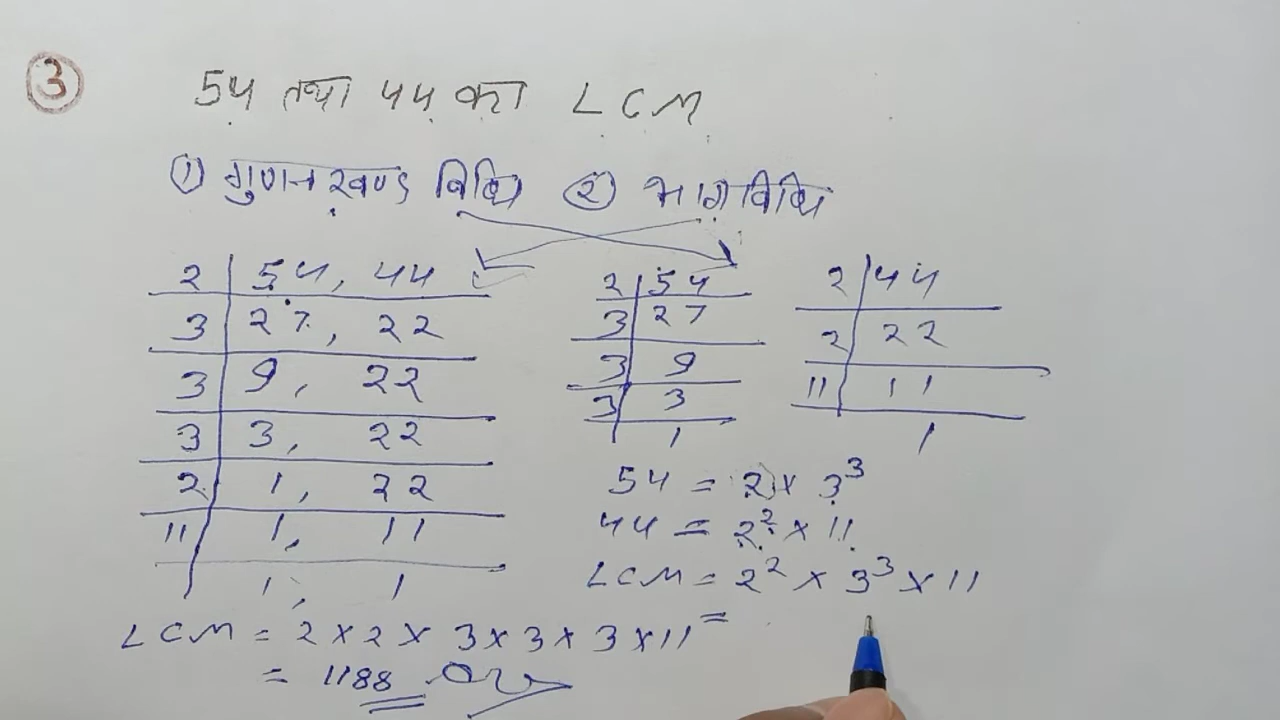 3
54 तथा 44 का LCM
① गुणनखण्ड विधि ② भाग विधि
2 | 54, 44
3 | 27, 22
3 | 9, 22
3 | 3, 22
2 | 1, 22
11 | 1, 11
1, 1
LCM = 2 × 2 × 3 × 3 × 3 × 11
= 1188 Ans
2 | 54
3 | 27
3 | 9
3 | 3
1
2 | 44
2 | 22
11 | 11
1
54 = 2 × 3³
44 = 2² × 11
LCM = 2² × 3³ × 11
=